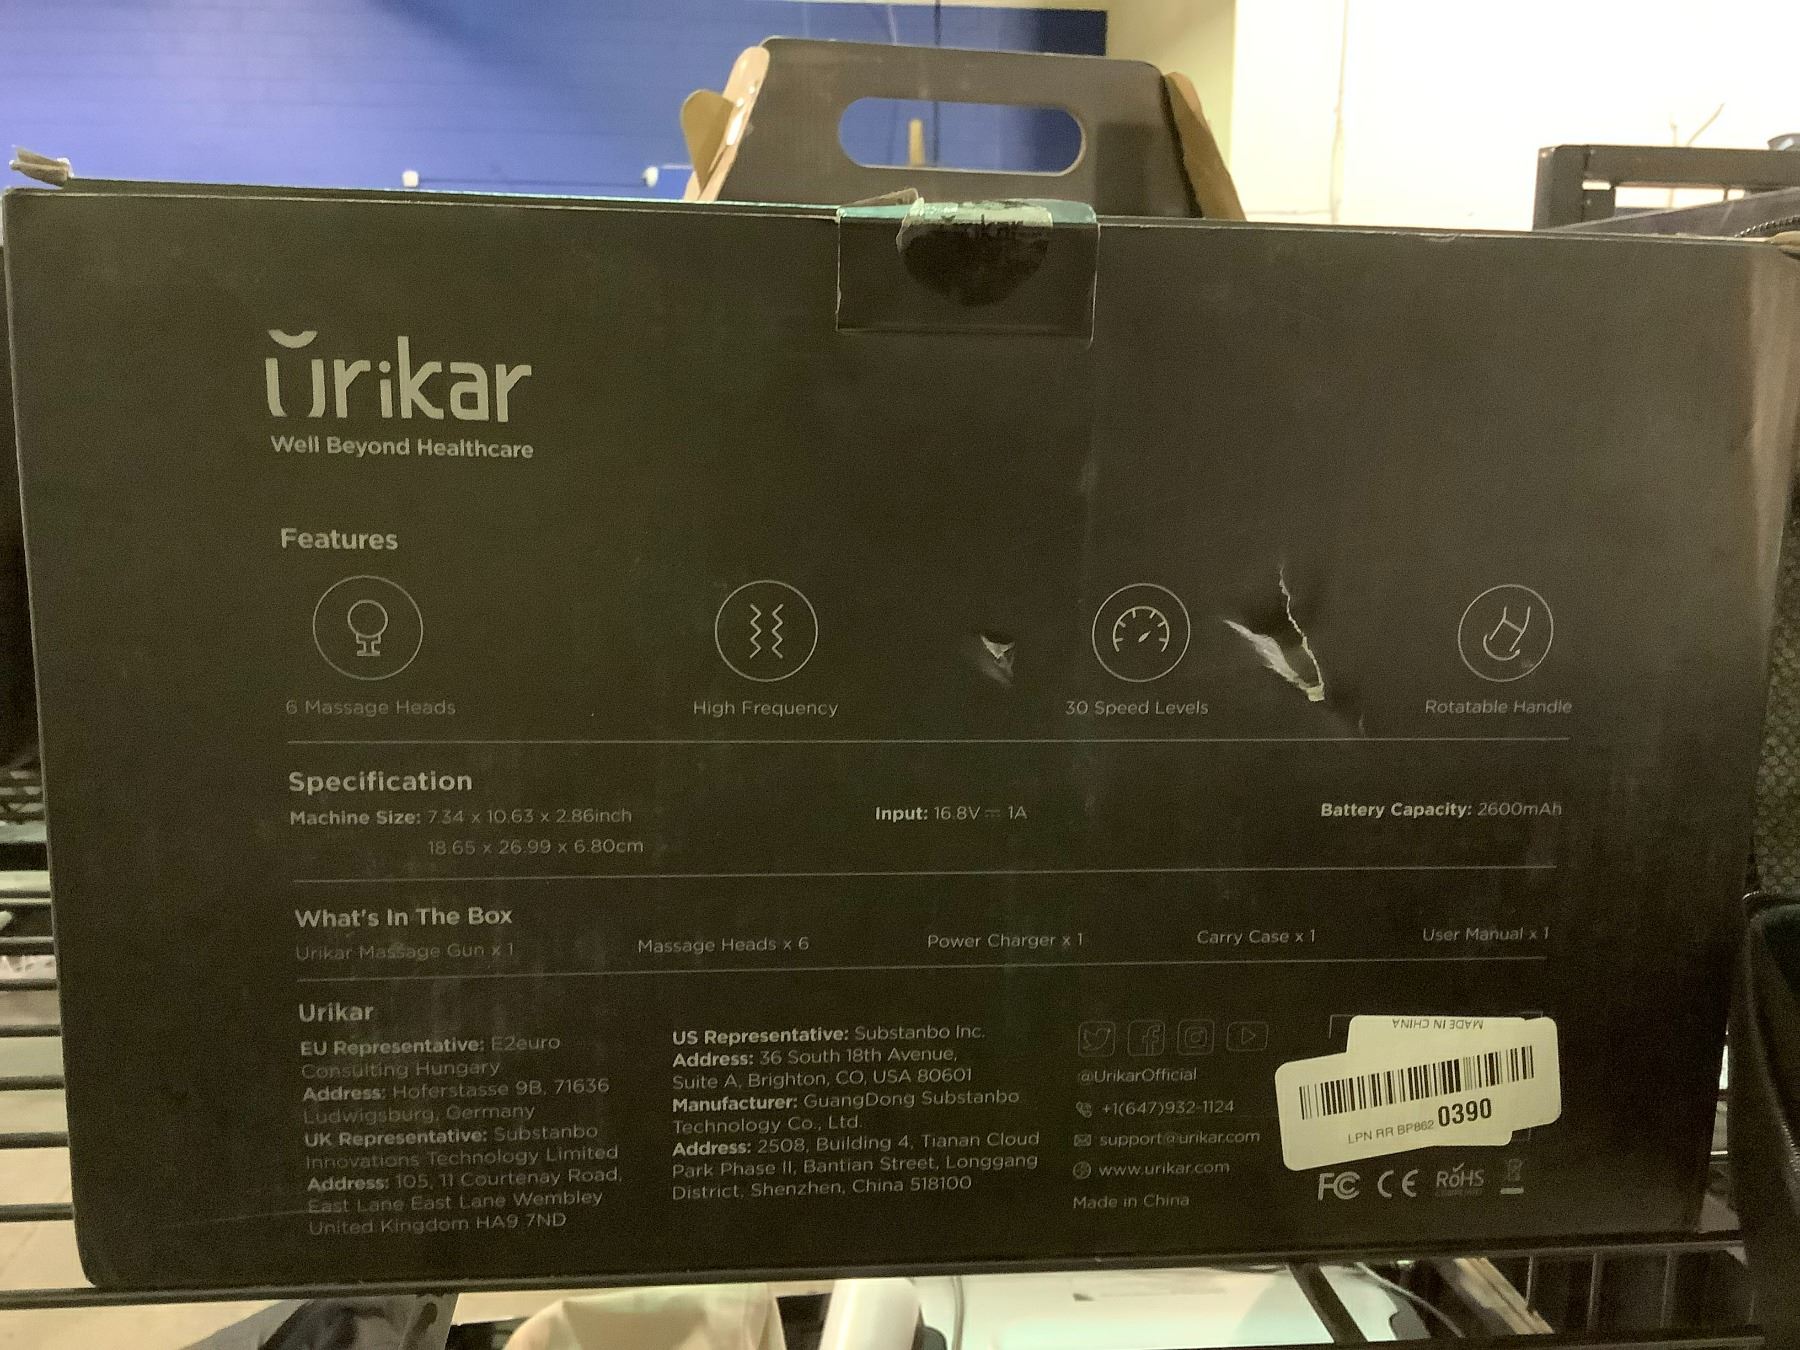 Urikar
Well Beyond Healthcare
Features
6 Massage Heads
High Frequency
30 Speed Levels
Rotatable Handle
Specification
Machine Size: 7.34 x 10.63 x 2.86inch
18.65 x 26.99 x 6.80cm
Input: 16.8V ⎓ 1A
Battery Capacity: 2600mAh
What's In The Box
Urikar Massage Gun x 1
Massage Heads x 6
Power Charger x 1
Carry Case x 1
User Manual x 1
Urikar
EU Representative: E2euro
Consulting Hungary
Address: Hoferstasse 9B, 71636
Ludwigsburg, Germany
UK Representative: Substanbo
Innovations Technology Limited
Address: 105, 11 Courtenay Road,
East Lane East Lane Wembley
United Kingdom HA9 7ND
US Representative: Substanbo Inc.
Address: 36 South 18th Avenue,
Suite A, Brighton, CO, USA 80601
Manufacturer: GuangDong Substanbo
Technology Co., Ltd.
Address: 2508, Building 4, Tianan Cloud
Park Phase II, Bantian Street, Longgang
District, Shenzhen, China 518100
@UrikarOfficial
+1(647)932-1124
support@urikar.com
www.urikar.com
Made in China
MADE IN CHINA
LPN RR BP862 0390
FC CE RoHS